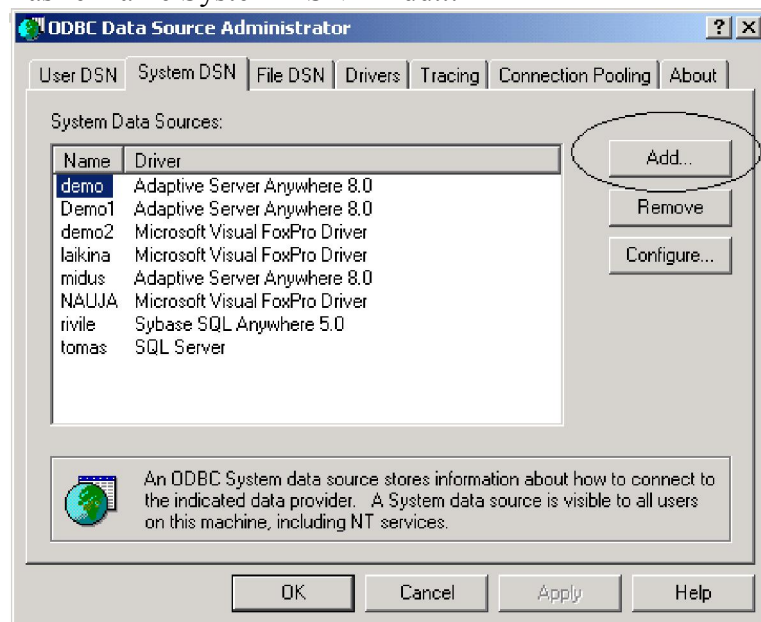 ODBC Data Source Administrator
User DSN System DSN File DSN Drivers Tracing Connection Pooling About
System Data Sources:
Name Driver
demo Adaptive Server Anywhere 8.0
Demo1 Adaptive Server Anywhere 8.0
demo2 Microsoft Visual FoxPro Driver
laikina Microsoft Visual FoxPro Driver
midus Adaptive Server Anywhere 8.0
NAUJA Microsoft Visual FoxPro Driver
rivile Sybase SQL Anywhere 5.0
tomas SQL Server
Add...
Remove
Configure...
An ODBC System data source stores information about how to connect to
the indicated data provider. A System data source is visible to all users
on this machine, including NT services.
OK Cancel Apply Help